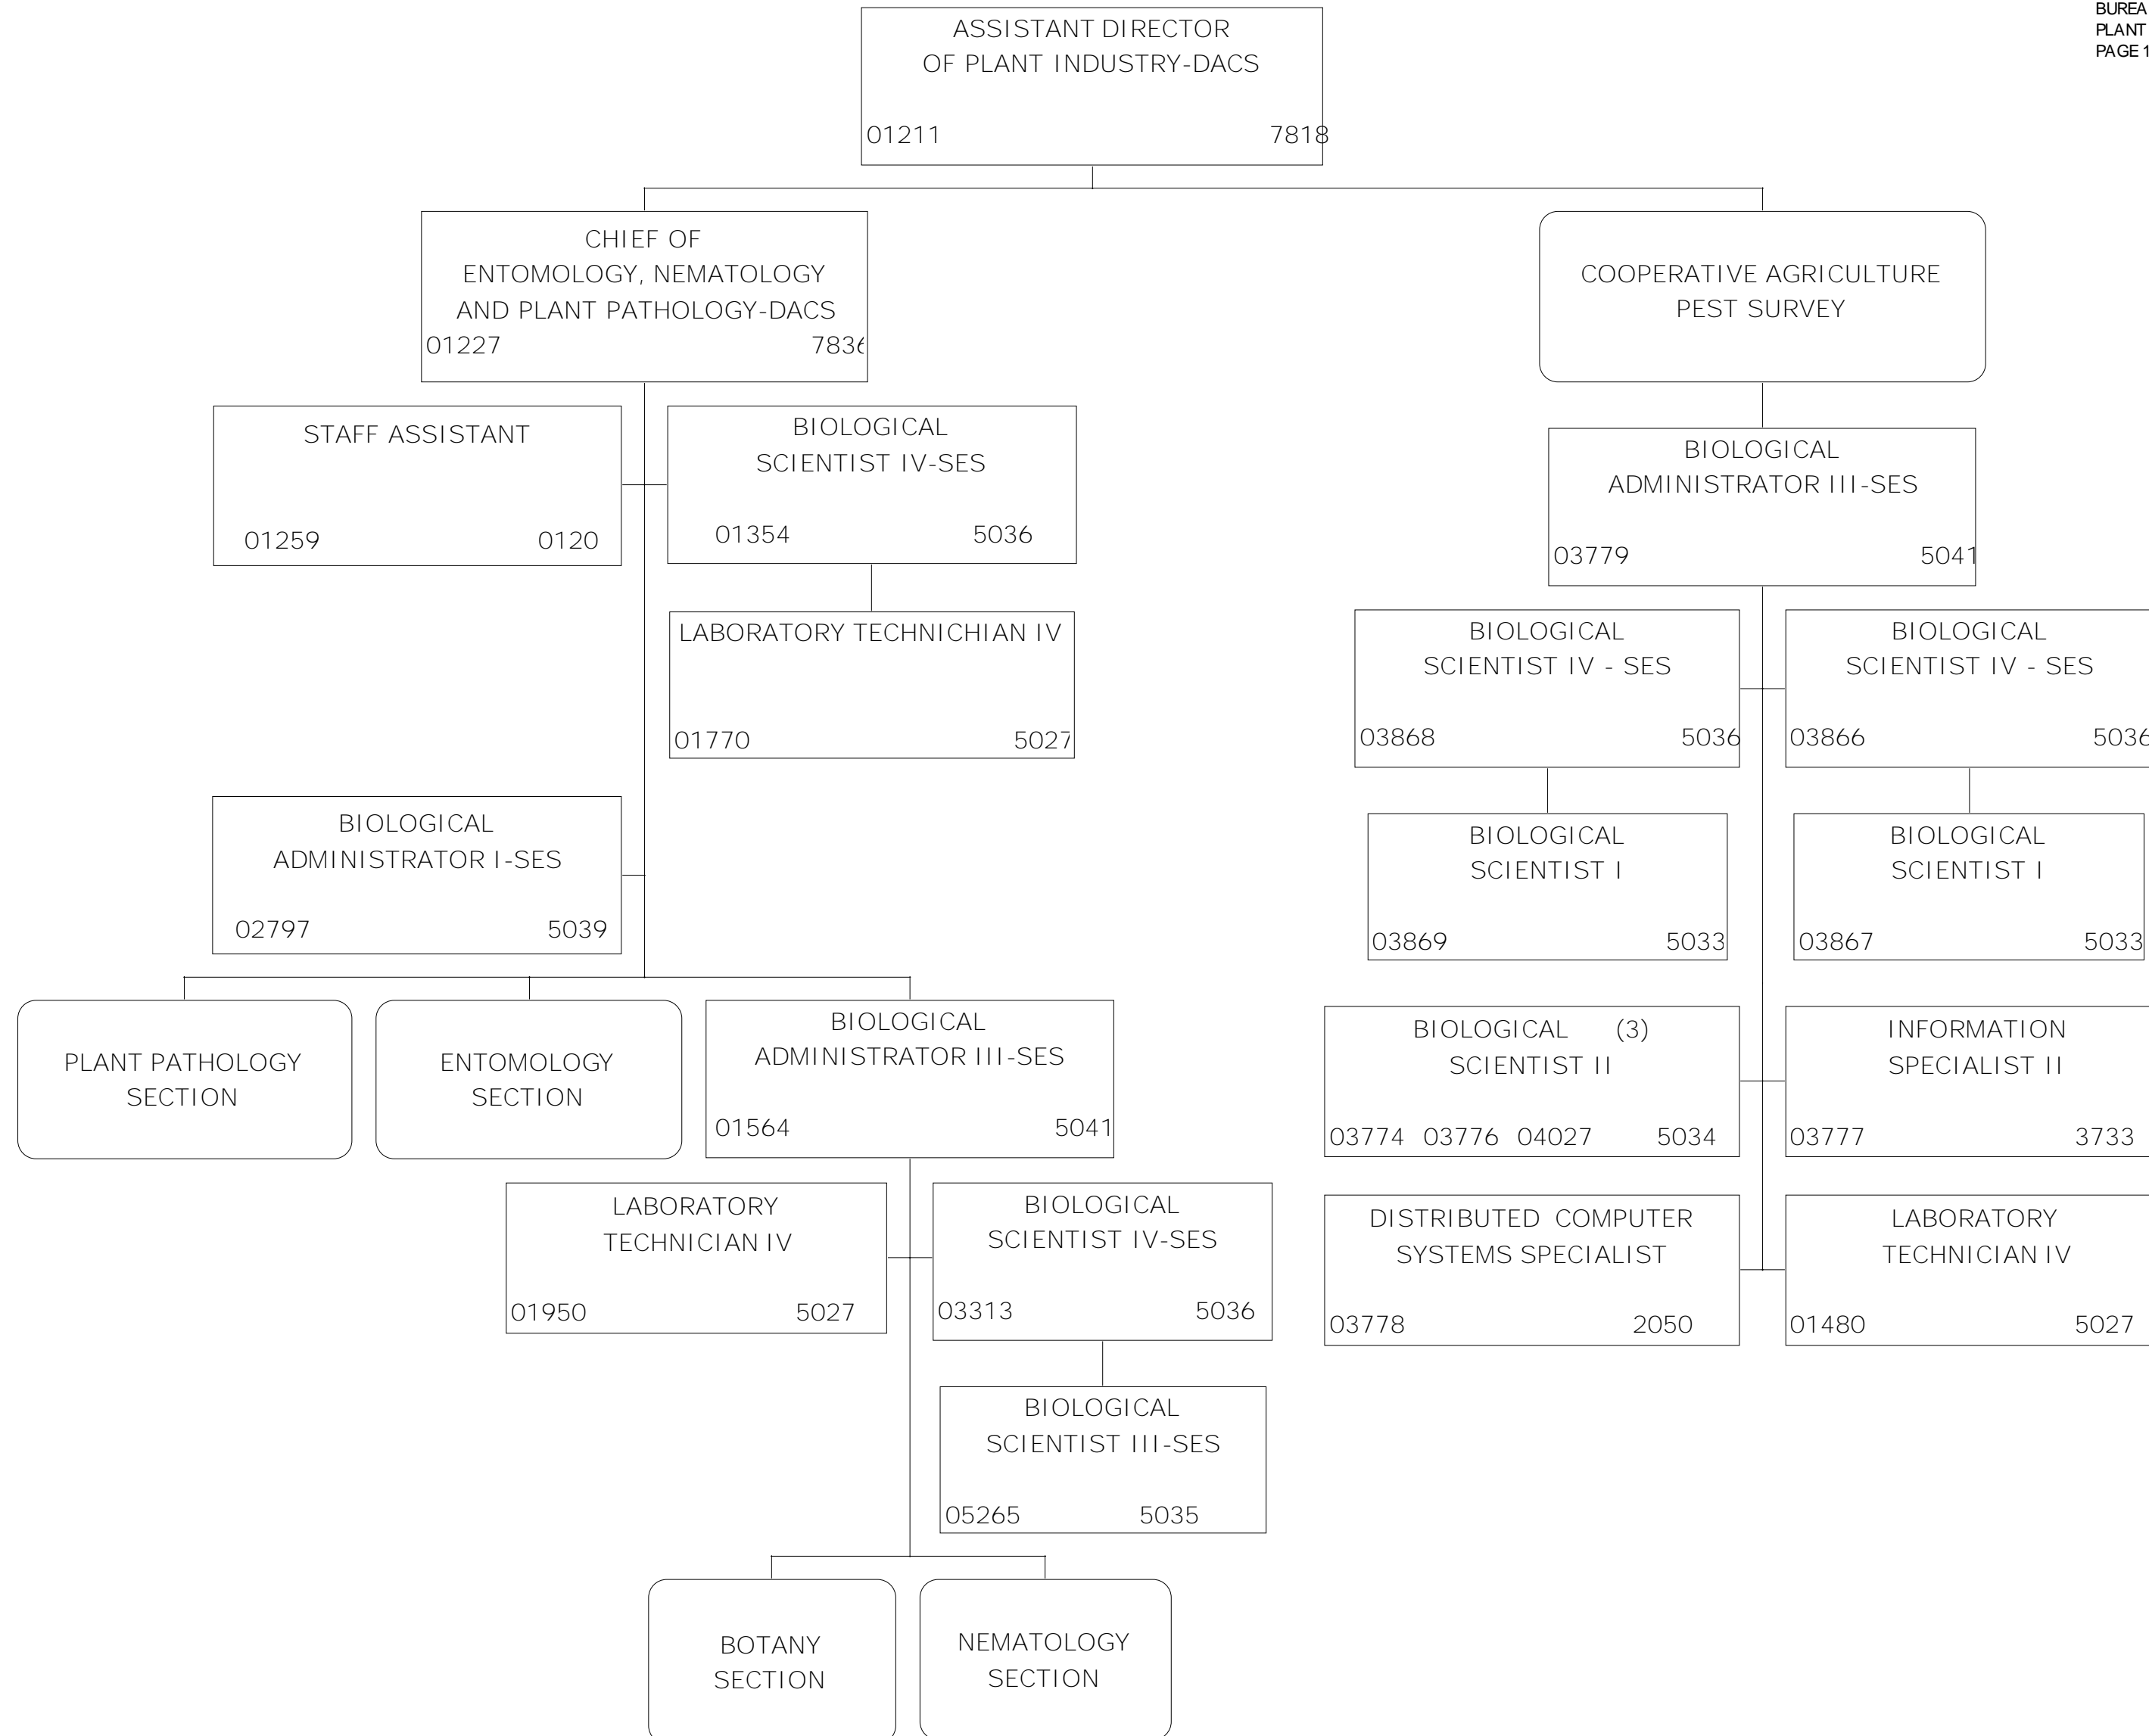 BUREA
PLANT
PAGE 1
ASSISTANT DIRECTOR
OF PLANT INDUSTRY-DACS
01211 7818
CHIEF OF
ENTOMOLOGY, NEMATOLOGY
AND PLANT PATHOLOGY-DACS
01227 7836
COOPERATIVE AGRICULTURE
PEST SURVEY
STAFF ASSISTANT
01259 0120
BIOLOGICAL
SCIENTIST IV-SES
01354 5036
BIOLOGICAL
ADMINISTRATOR III-SES
03779 5041
LABORATORY TECHNICHIAN IV
01770 5027
BIOLOGICAL
SCIENTIST IV - SES
03868 5036
BIOLOGICAL
SCIENTIST IV - SES
03866 5036
BIOLOGICAL
ADMINISTRATOR I-SES
02797 5039
BIOLOGICAL
SCIENTIST I
03869 5033
BIOLOGICAL
SCIENTIST I
03867 5033
PLANT PATHOLOGY
SECTION
ENTOMOLOGY
SECTION
BIOLOGICAL
ADMINISTRATOR III-SES
01564 5041
BIOLOGICAL (3)
SCIENTIST II
03774 03776 04027 5034
INFORMATION
SPECIALIST II
03777 3733
LABORATORY
TECHNICIAN IV
01950 5027
BIOLOGICAL
SCIENTIST IV-SES
03313 5036
DISTRIBUTED COMPUTER
SYSTEMS SPECIALIST
03778 2050
LABORATORY
TECHNICIAN IV
01480 5027
BIOLOGICAL
SCIENTIST III-SES
05265 5035
BOTANY
SECTION
NEMATOLOGY
SECTION